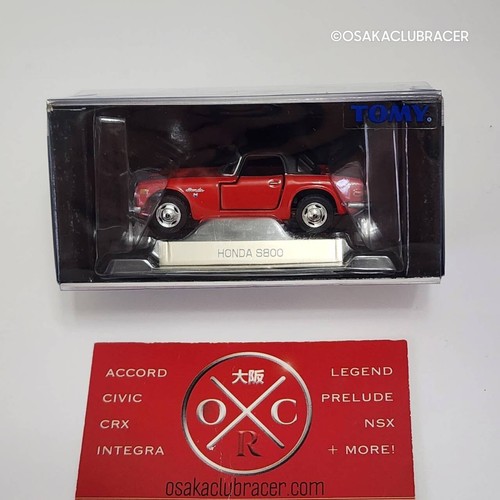 ©OSAKACLUBRACER
TOMY
HONDA S800
ACCORD
CIVIC
CRX
INTEGRA
大阪
O C
R
LEGEND
PRELUDE
NSX
+ MORE!
osakaclubracer.com